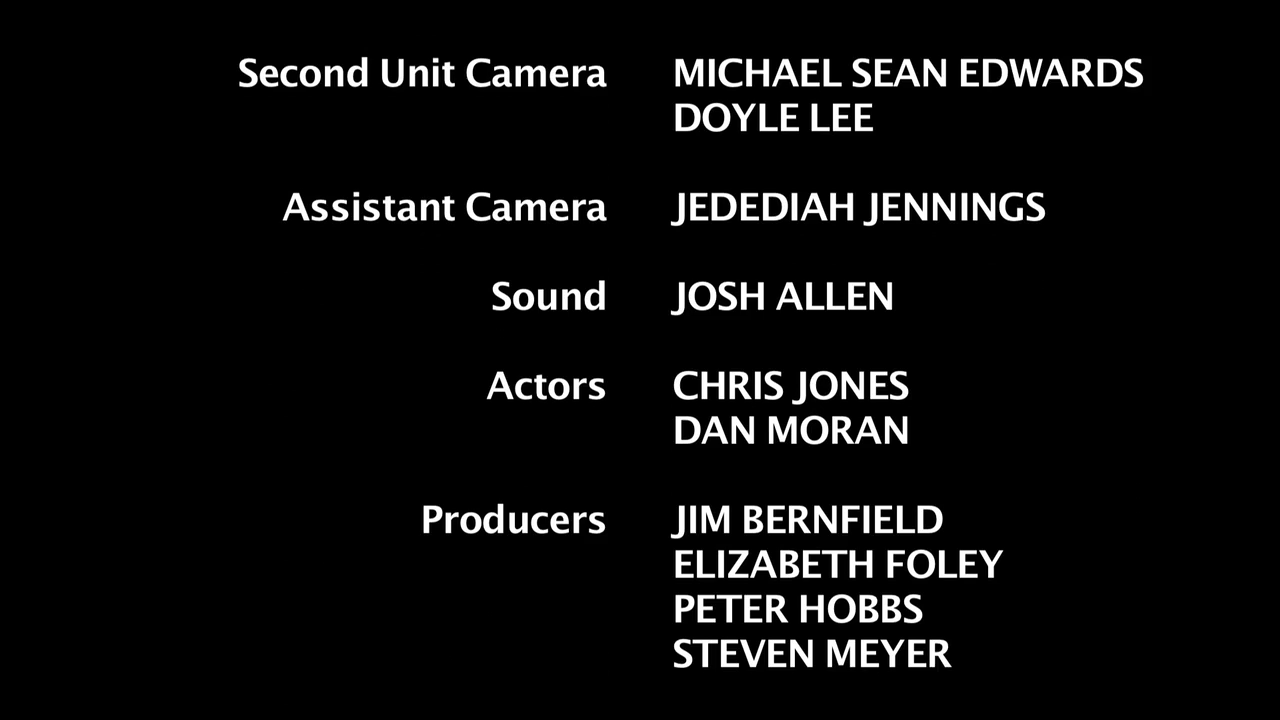 Second Unit Camera MICHAEL SEAN EDWARDS
DOYLE LEE
Assistant Camera JEDEDIAH JENNINGS
Sound JOSH ALLEN
Actors CHRIS JONES
DAN MORAN
Producers JIM BERNFIELD
ELIZABETH FOLEY
PETER HOBBS
STEVEN MEYER